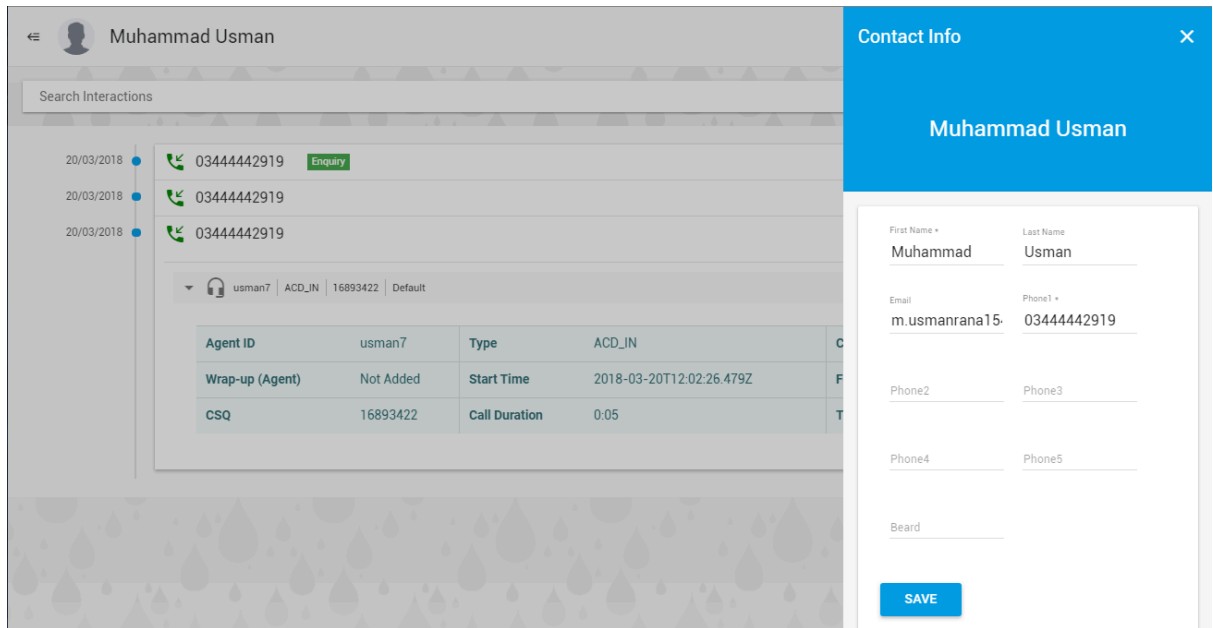 Muhammad Usman
Search Interactions
20/03/2018 03444442919 Enquiry
20/03/2018 03444442919
20/03/2018 03444442919
usman7 ACD_IN 16893422 Default
Agent ID usman7 Type ACD_IN C
Wrap-up (Agent) Not Added Start Time 2018-03-20T12:02:26.479Z F
CSQ 16893422 Call Duration 0:05 T
Contact Info
Muhammad Usman
First Name * Last Name
Muhammad Usman
Email Phone1 *
m.usmanrana15 03444442919
Phone2 Phone3
Phone4 Phone5
Beard
SAVE